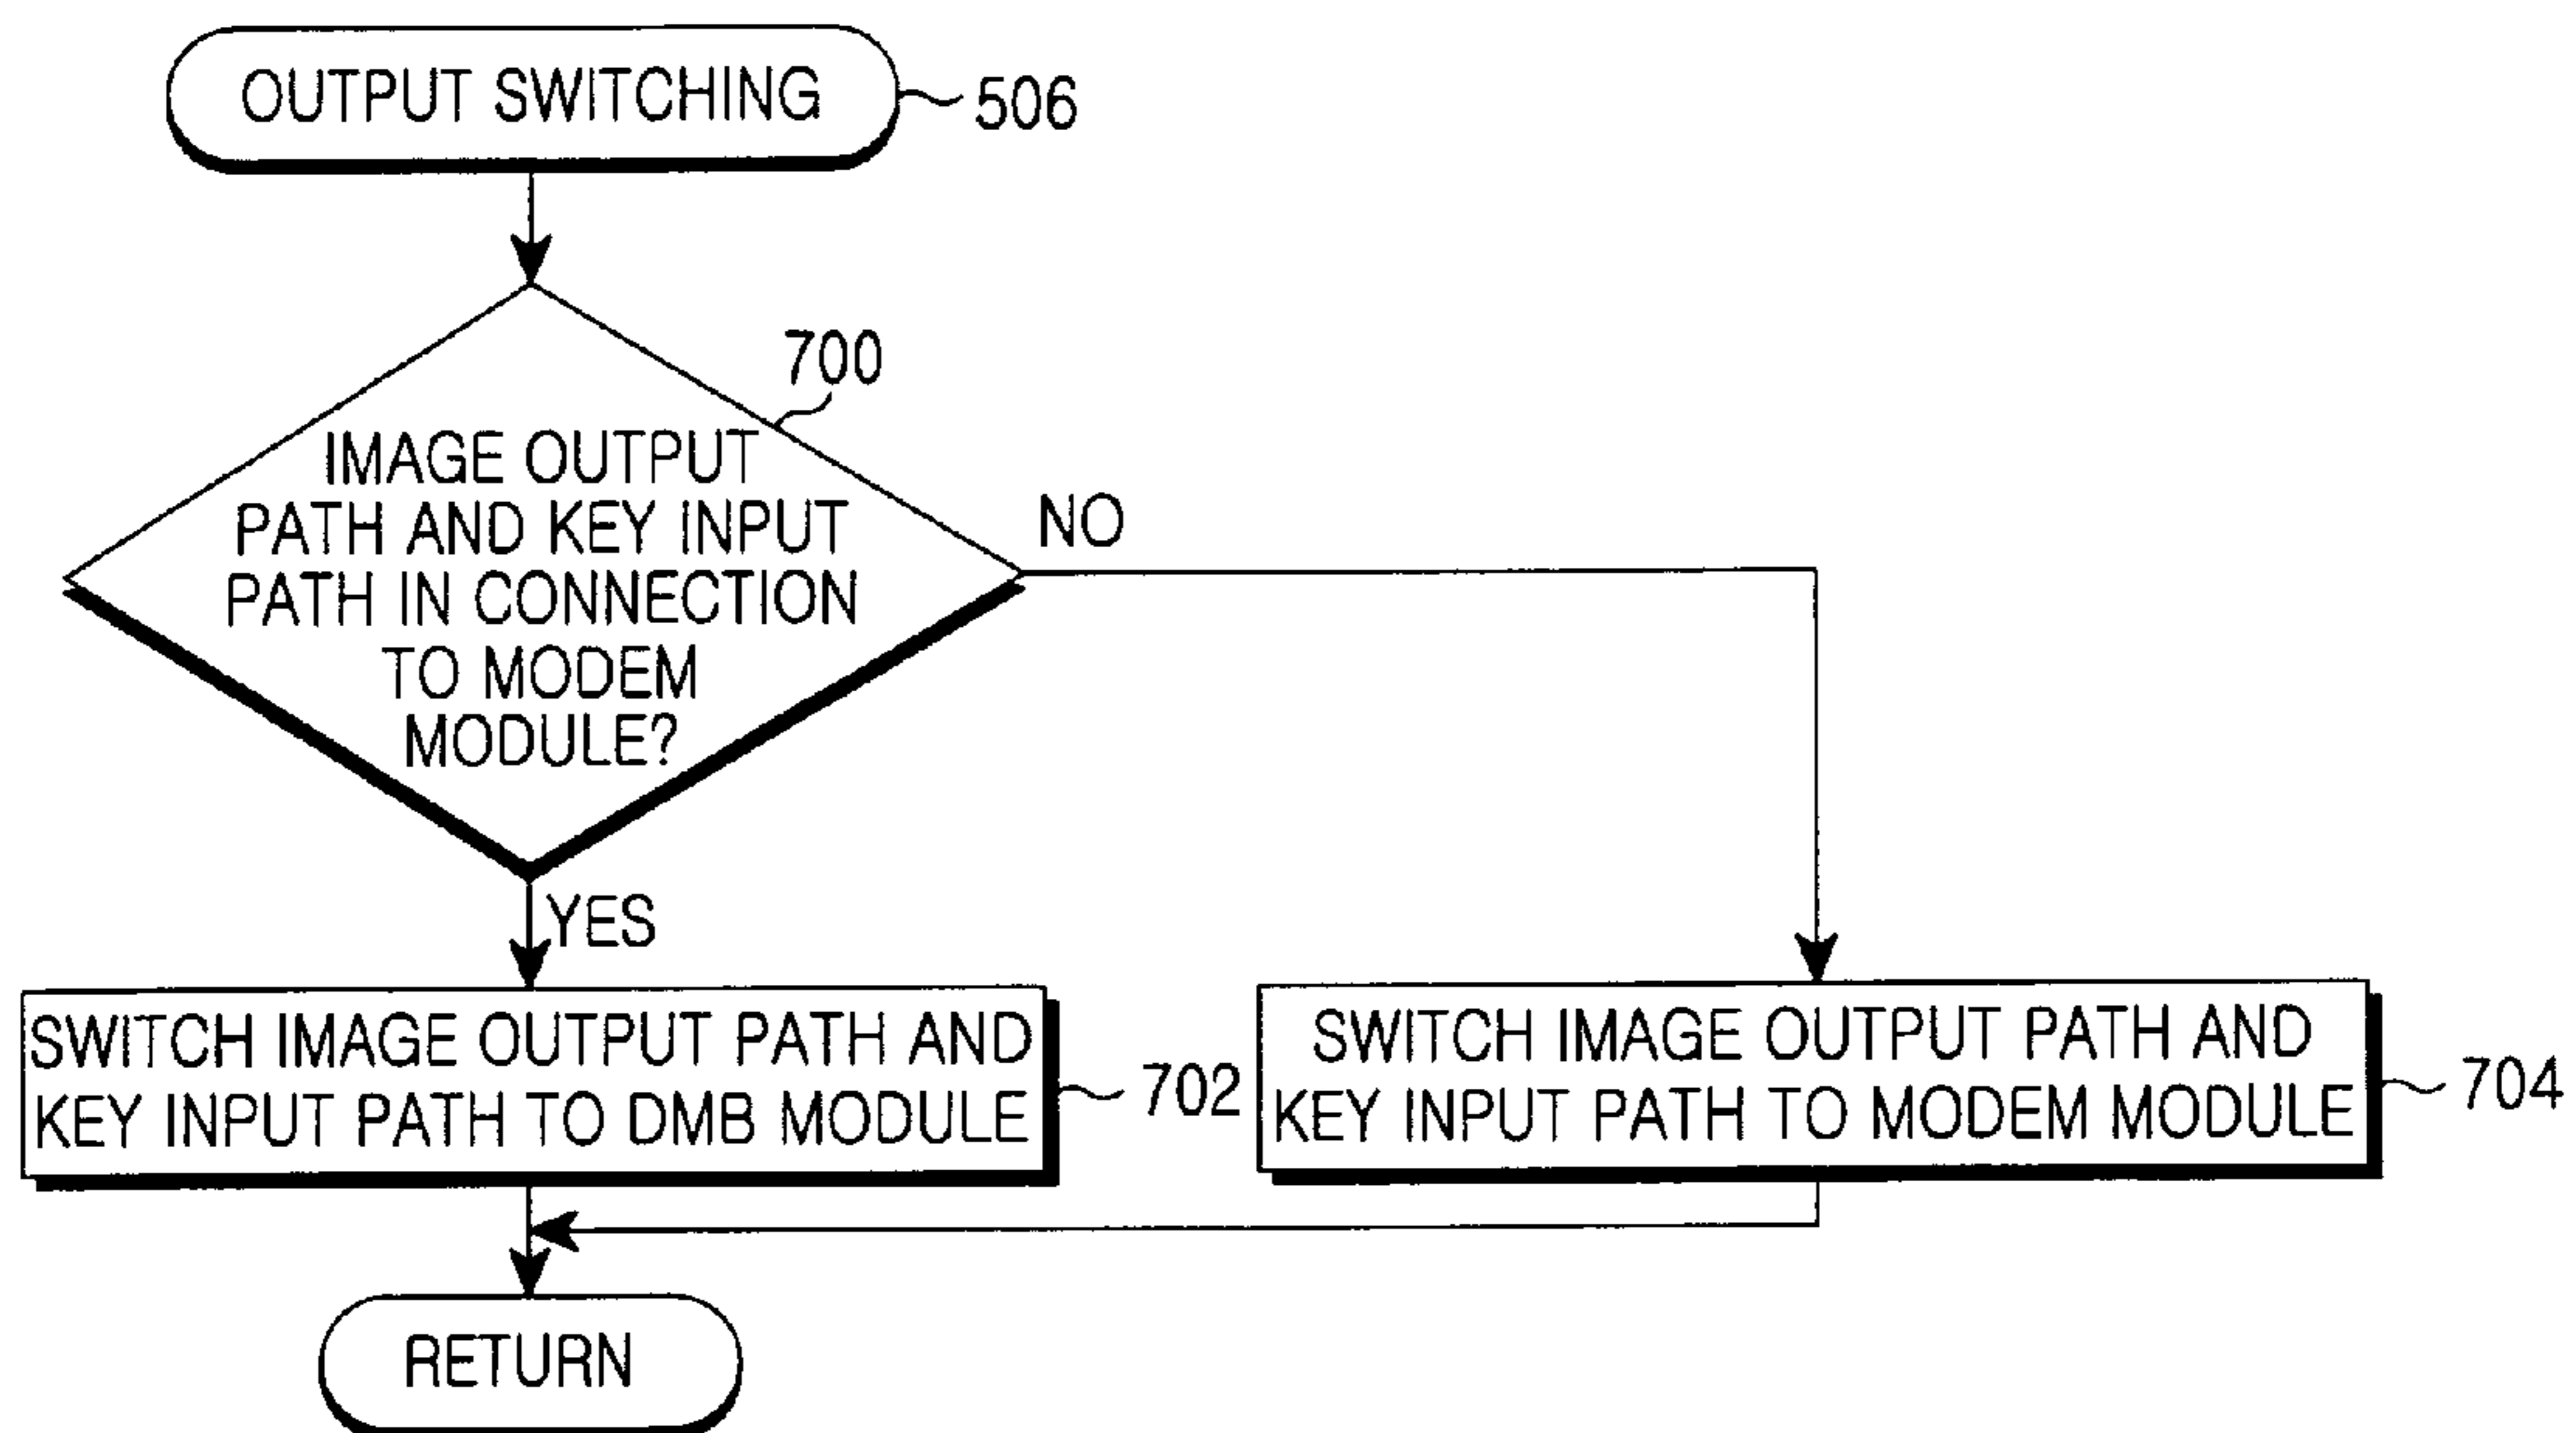 OUTPUT SWITCHING
506
700
IMAGE OUTPUT
PATH AND KEY INPUT
PATH IN CONNECTION
TO MODEM
MODULE?
NO
YES
SWITCH IMAGE OUTPUT PATH AND
KEY INPUT PATH TO DMB MODULE
702
SWITCH IMAGE OUTPUT PATH AND
KEY INPUT PATH TO MODEM MODULE
704
RETURN